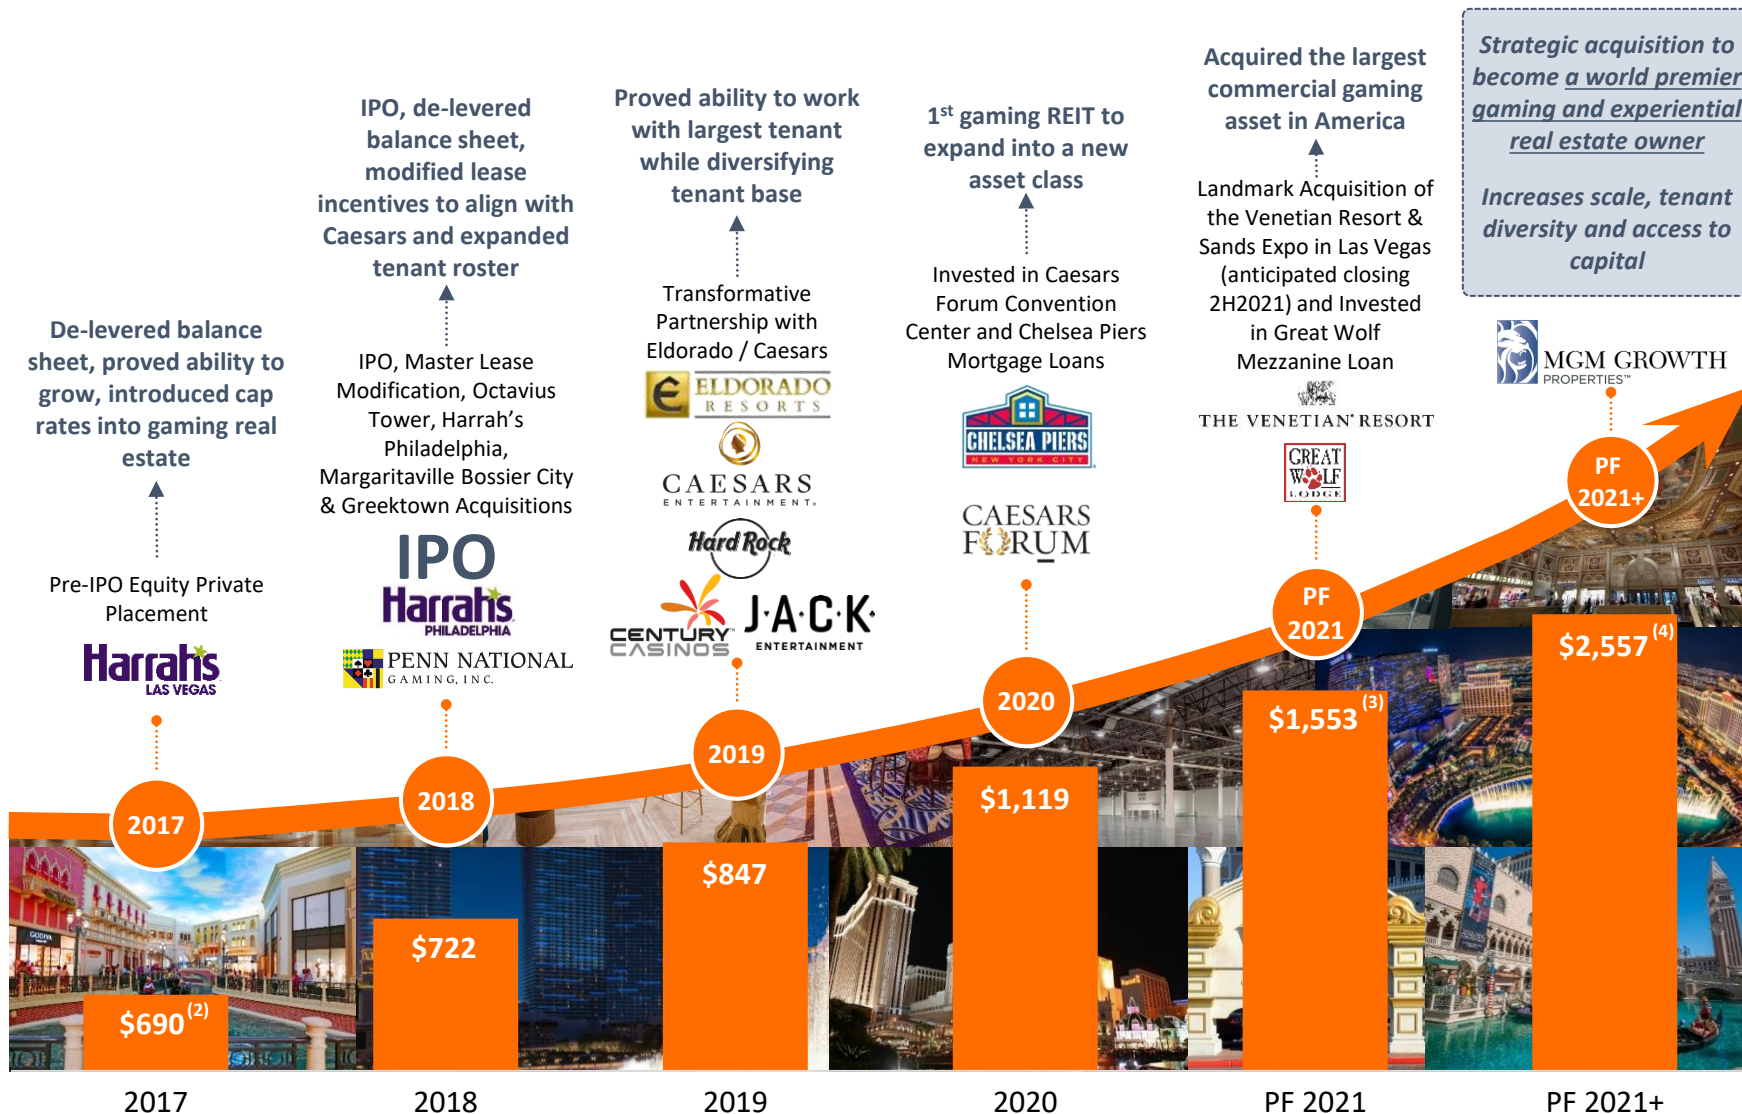 De-levered balance
sheet, proved ability to
grow, introduced cap
rates into gaming real
estate
Pre-IPO Equity Private
Placement
Harrah's
LAS VEGAS
2017
$690 (2)
2017
IPO, de-levered
balance sheet,
modified lease
incentives to align with
Caesars and expanded
tenant roster
IPO, Master Lease
Modification, Octavius
Tower, Harrah's
Philadelphia,
Margaritaville Bossier City
& Greektown Acquisitions
IPO
Harrah's
PHILADELPHIA
PENN NATIONAL
GAMING, INC.
2018
$722
2018
Proved ability to work
with largest tenant
while diversifying
tenant base
Transformative
Partnership with
Eldorado / Caesars
ELDORADO
RESORTS
CAESARS
ENTERTAINMENT®
Hard Rock
CENTURY™
CASINOS
J·A·C·K·
ENTERTAINMENT
2019
$847
2019
1st gaming REIT to
expand into a new
asset class
Invested in Caesars
Forum Convention
Center and Chelsea Piers
Mortgage Loans
CHELSEA PIERS
NEW YORK CITY
CAESARS
FORUM
2020
$1,119
2020
Acquired the largest
commercial gaming
asset in America
Landmark Acquisition of
the Venetian Resort &
Sands Expo in Las Vegas
(anticipated closing
2H2021) and Invested
in Great Wolf
Mezzanine Loan
THE VENETIAN® RESORT
GREAT
WOLF
LODGE
PF
2021
$1,553 (3)
PF 2021
Strategic acquisition to
become a world premier
gaming and experiential
real estate owner
Increases scale, tenant
diversity and access to
capital
MGM GROWTH
PROPERTIES™
PF
2021+
$2,557 (4)
PF 2021+
GODIVA